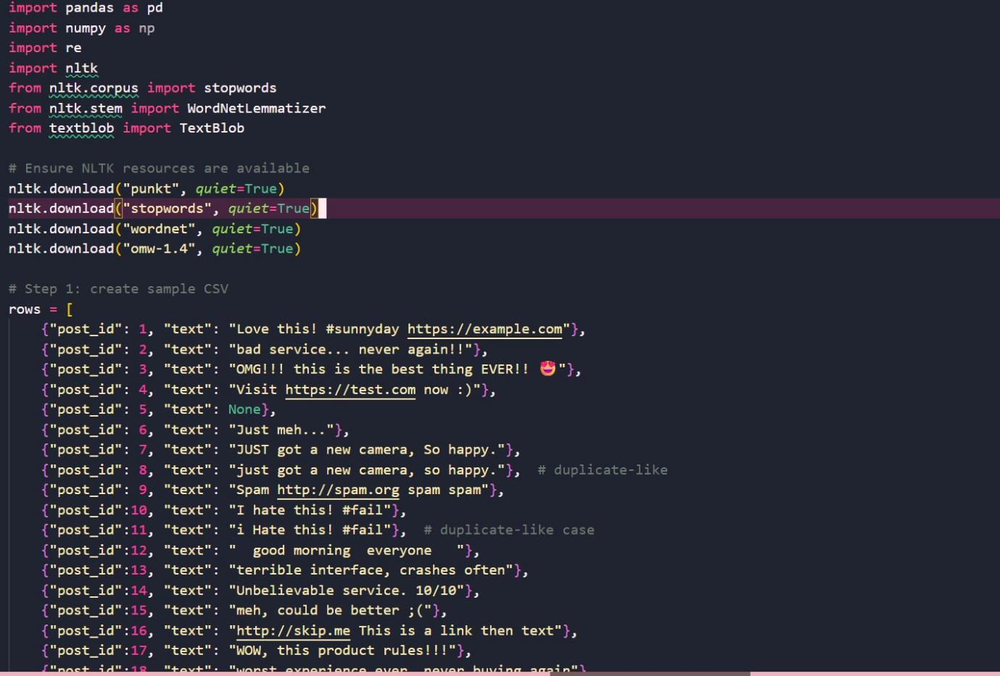 import pandas as pd
import numpy as np
import re
import nltk
from nltk.corpus import stopwords
from nltk.stem import WordNetLemmatizer
from textblob import TextBlob

# Ensure NLTK resources are available
nltk.download("punkt", quiet=True)
nltk.download("stopwords", quiet=True)
nltk.download("wordnet", quiet=True)
nltk.download("omw-1.4", quiet=True)

# Step 1: create sample CSV
rows = [
    {"post_id": 1, "text": "Love this! #sunnyday https://example.com"},
    {"post_id": 2, "text": "bad service... never again!!"},
    {"post_id": 3, "text": "OMG!!! this is the best thing EVER!! 🤩"},
    {"post_id": 4, "text": "Visit https://test.com now :)"},
    {"post_id": 5, "text": None},
    {"post_id": 6, "text": "Just meh..."},
    {"post_id": 7, "text": "JUST got a new camera, So happy."},
    {"post_id": 8, "text": "just got a new camera, so happy."},  # duplicate-like
    {"post_id": 9, "text": "Spam http://spam.org spam spam"},
    {"post_id":10, "text": "I hate this! #fail"},
    {"post_id":11, "text": "i Hate this! #fail"},  # duplicate-like case
    {"post_id":12, "text": "  good morning  everyone   "},
    {"post_id":13, "text": "terrible interface, crashes often"},
    {"post_id":14, "text": "Unbelievable service. 10/10"},
    {"post_id":15, "text": "meh, could be better ;("},
    {"post_id":16, "text": "http://skip.me This is a link then text"},
    {"post_id":17, "text": "WOW, this product rules!!!"},
    {"post_id":18, "text": "worst experience ever, never buying again"}